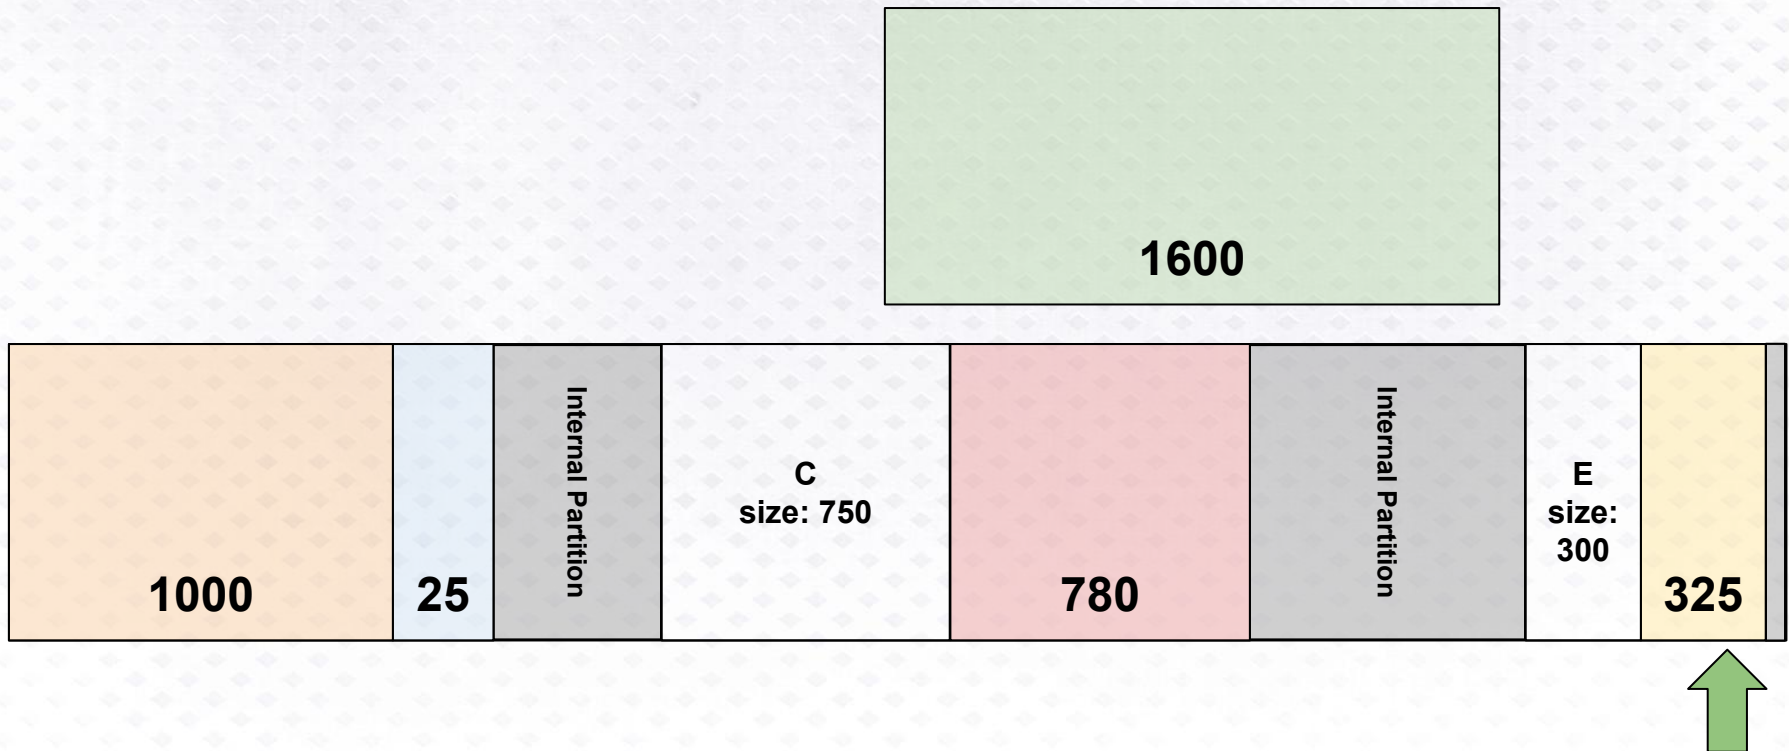 1600
1000
25
Internal Partition
C
size: 750
780
Internal Partition
E
size:
300
325